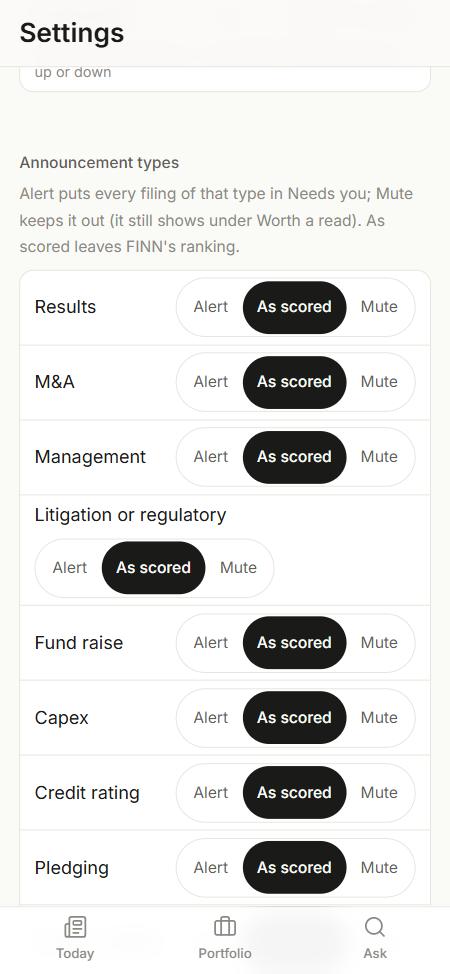 Settings
up or down
Announcement types
Alert puts every filing of that type in Needs you; Mute
keeps it out (it still shows under Worth a read). As
scored leaves FINN's ranking.
Results Alert As scored Mute
M&A Alert As scored Mute
Management Alert As scored Mute
Litigation or regulatory
Alert As scored Mute
Fund raise Alert As scored Mute
Capex Alert As scored Mute
Credit rating Alert As scored Mute
Pledging Alert As scored Mute
Today Portfolio Ask